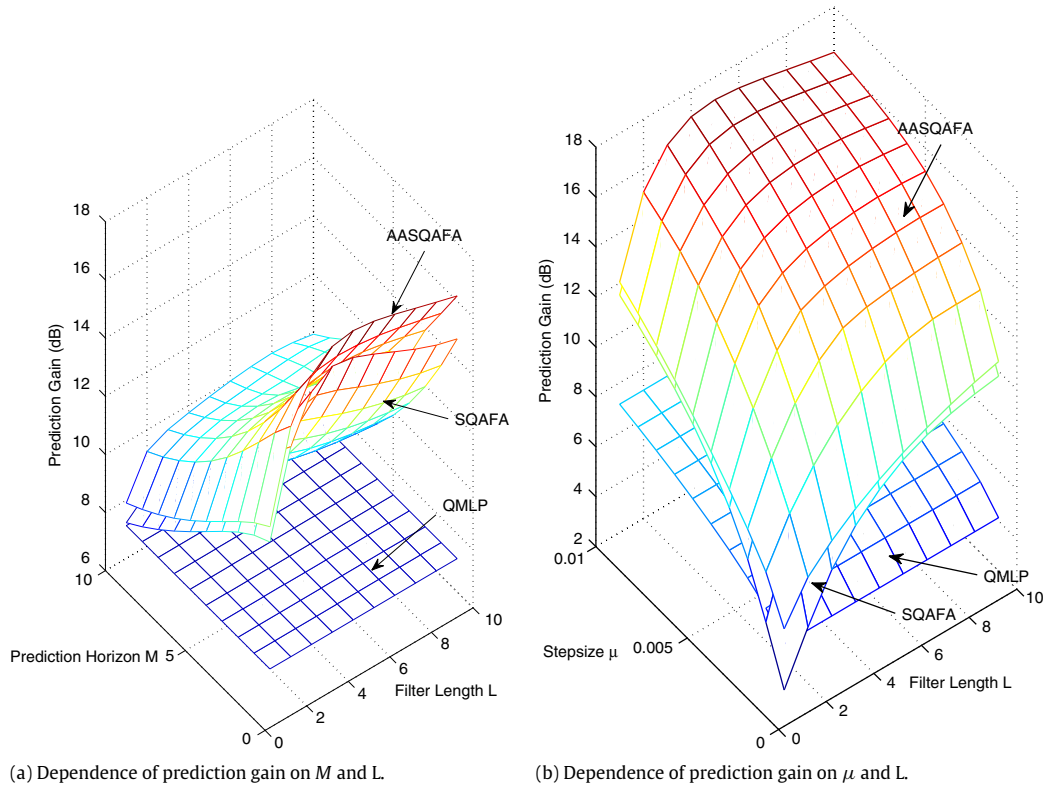 18
16
14
12
10
8
6
Prediction Gain (dB)
10
5
0
Prediction Horizon M
0
2
4
6
8
10
Filter Length L
AASQAFA
SQAFA
QMLP
(a) Dependence of prediction gain on M and L.
18
16
14
12
10
8
6
4
2
Prediction Gain (dB)
0.01
0.005
0
Stepsize μ
0
2
4
6
8
10
Filter Length L
AASQAFA
QMLP
SQAFA
(b) Dependence of prediction gain on μ and L.